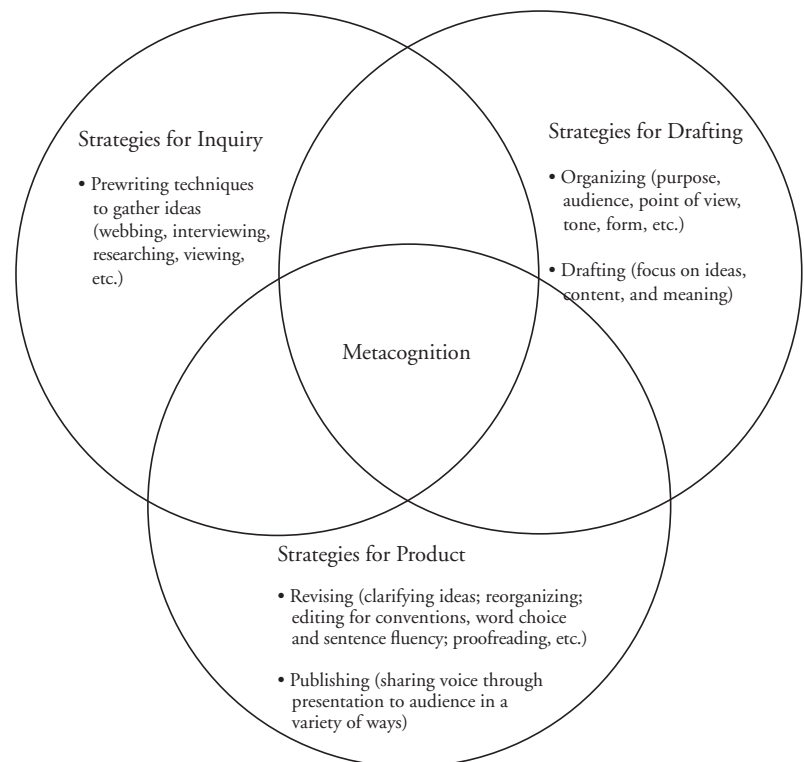 Strategies for Inquiry
• Prewriting techniques
to gather ideas
(webbing, interviewing,
researching, viewing,
etc.)
Strategies for Drafting
• Organizing (purpose,
audience, point of view,
tone, form, etc.)
• Drafting (focus on ideas,
content, and meaning)
Metacognition
Strategies for Product
• Revising (clarifying ideas; reorganizing;
editing for conventions, word choice
and sentence fluency; proofreading, etc.)
• Publishing (sharing voice through
presentation to audience in a
variety of ways)